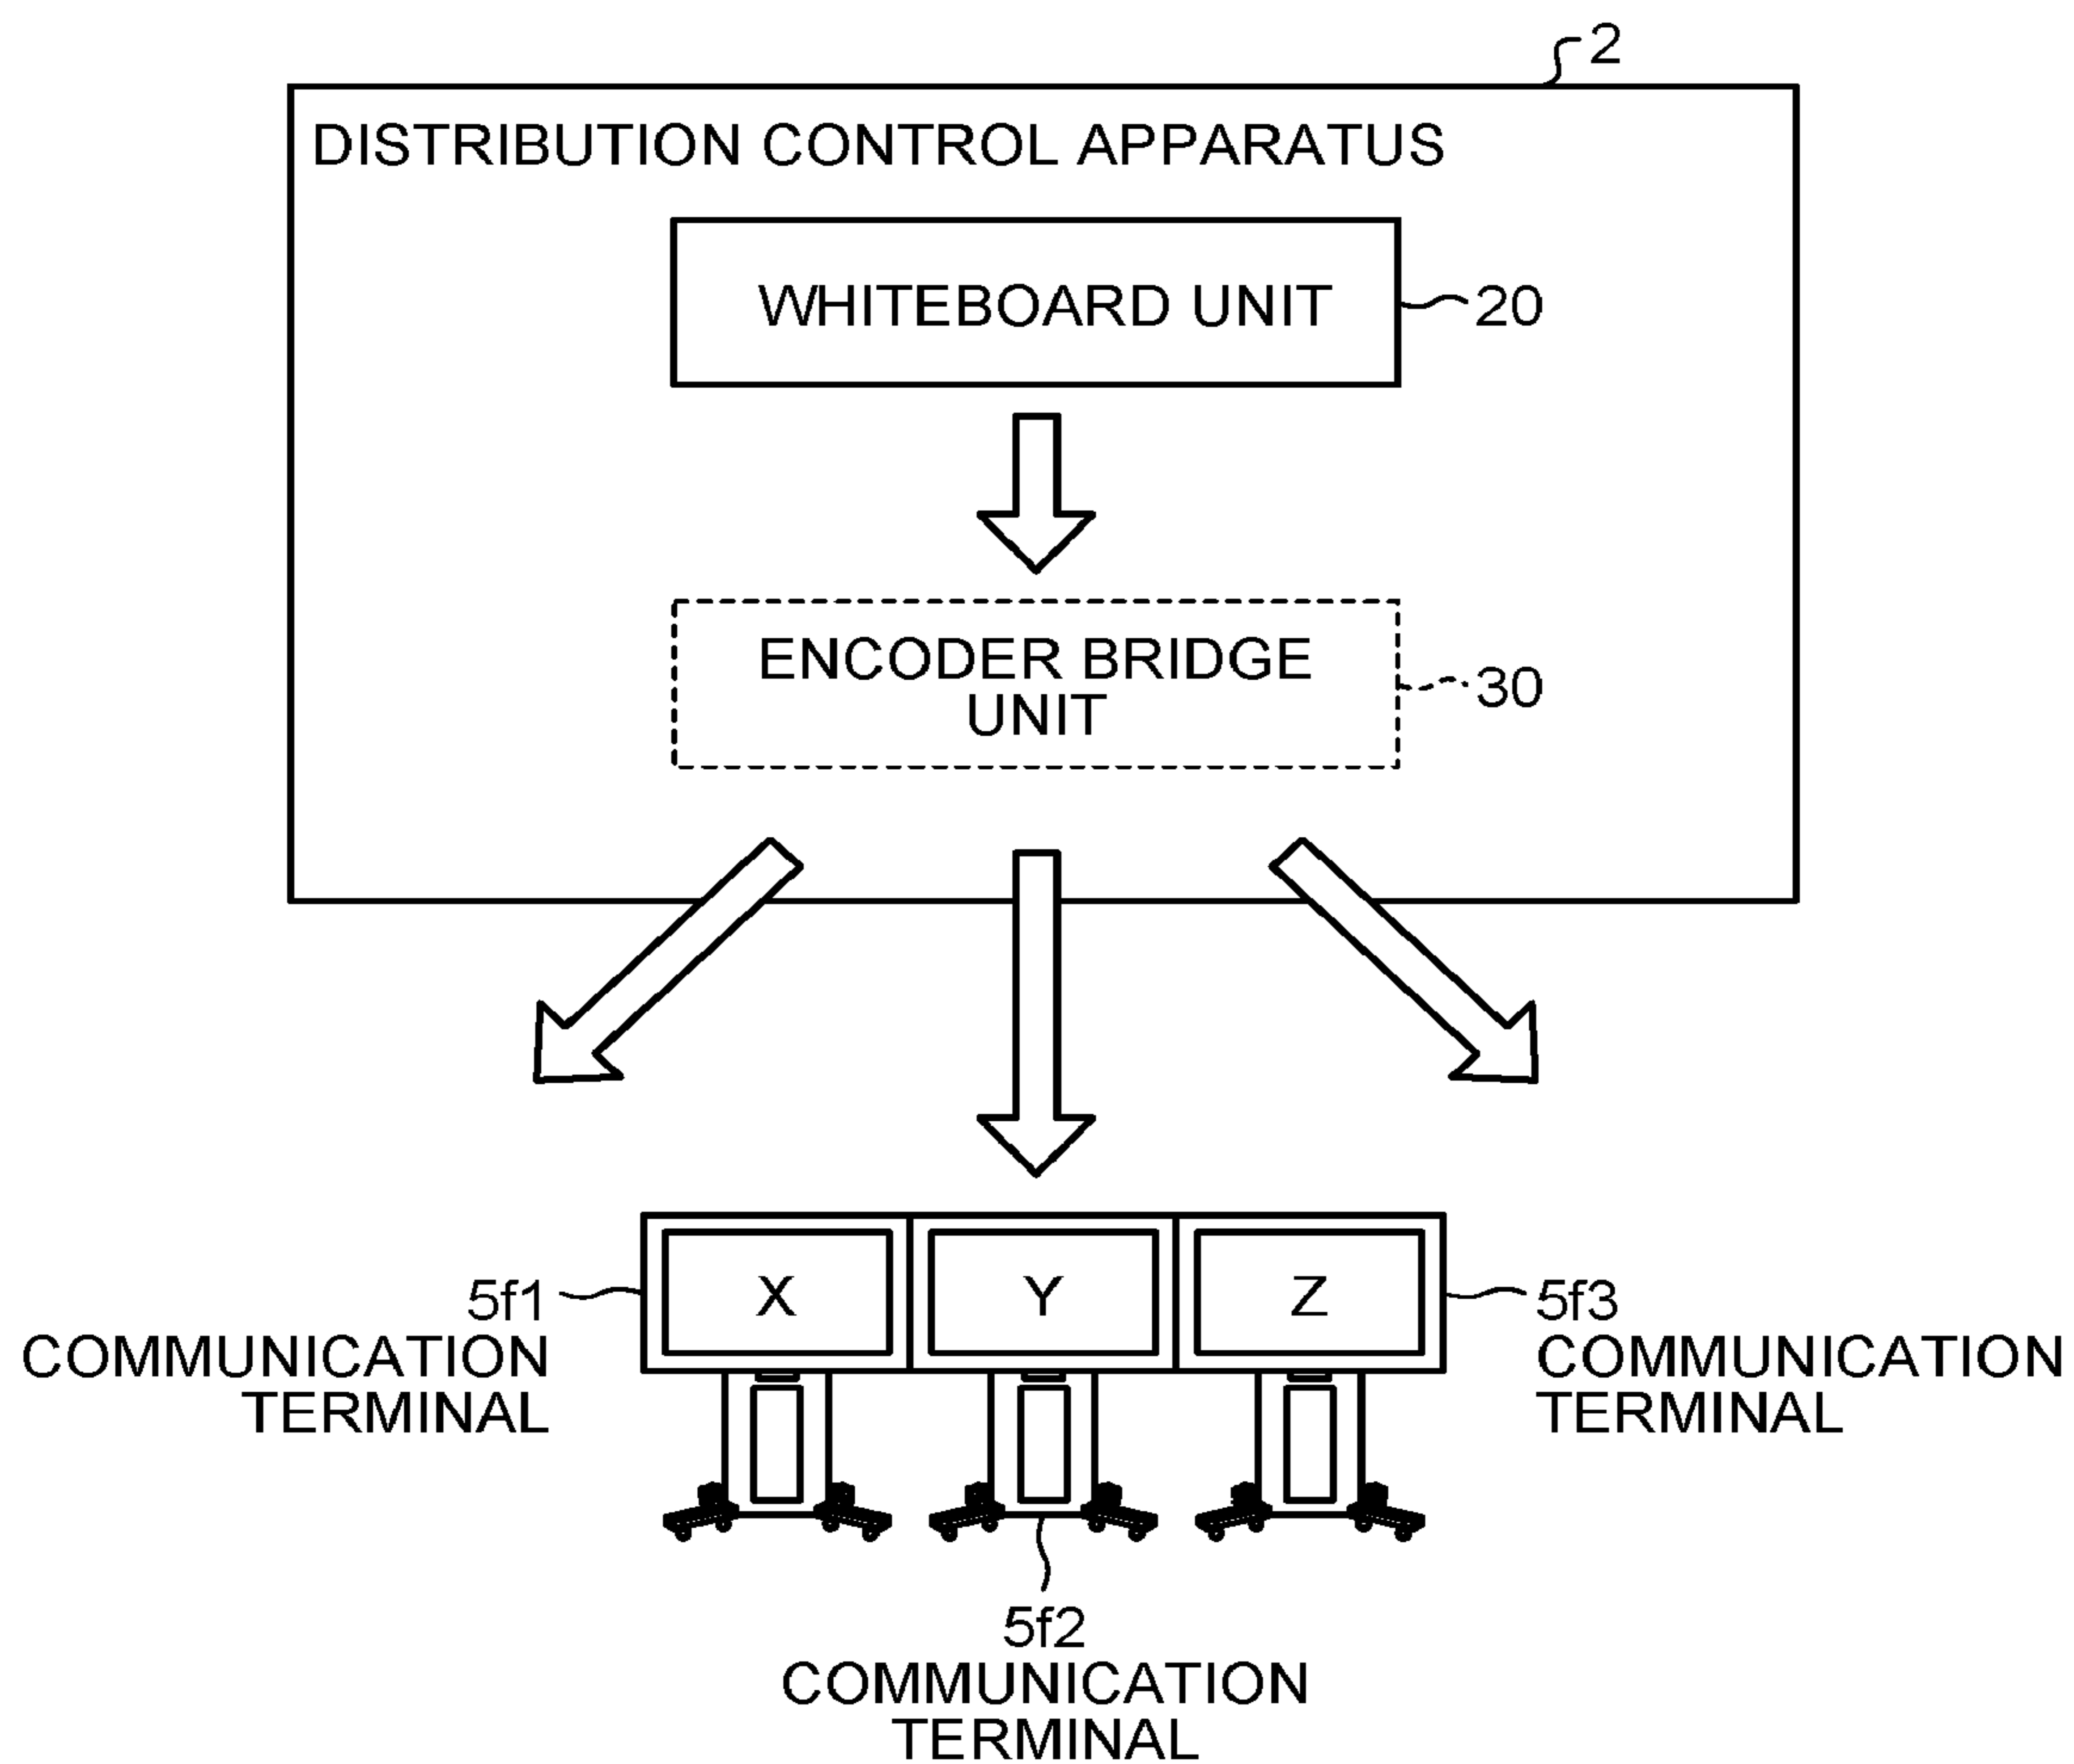 2
DISTRIBUTION CONTROL APPARATUS
WHITEBOARD UNIT
20
ENCODER BRIDGE
UNIT
30
X
Y
Z
5f1
COMMUNICATION
TERMINAL
5f3
COMMUNICATION
TERMINAL
5f2
COMMUNICATION
TERMINAL